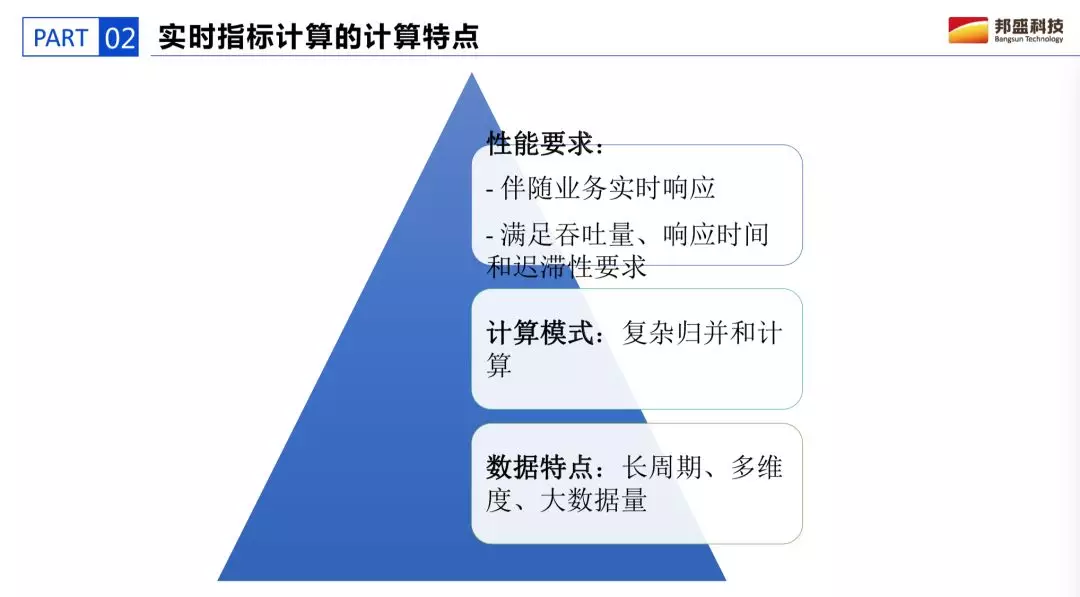 PART 02 实时指标计算的计算特点
邦盛科技
Bangsun Technology
性能要求：
- 伴随业务实时响应
- 满足吞吐量、响应时间
和迟滞性要求
计算模式：复杂归并和计
算
数据特点：长周期、多维
度、大数据量